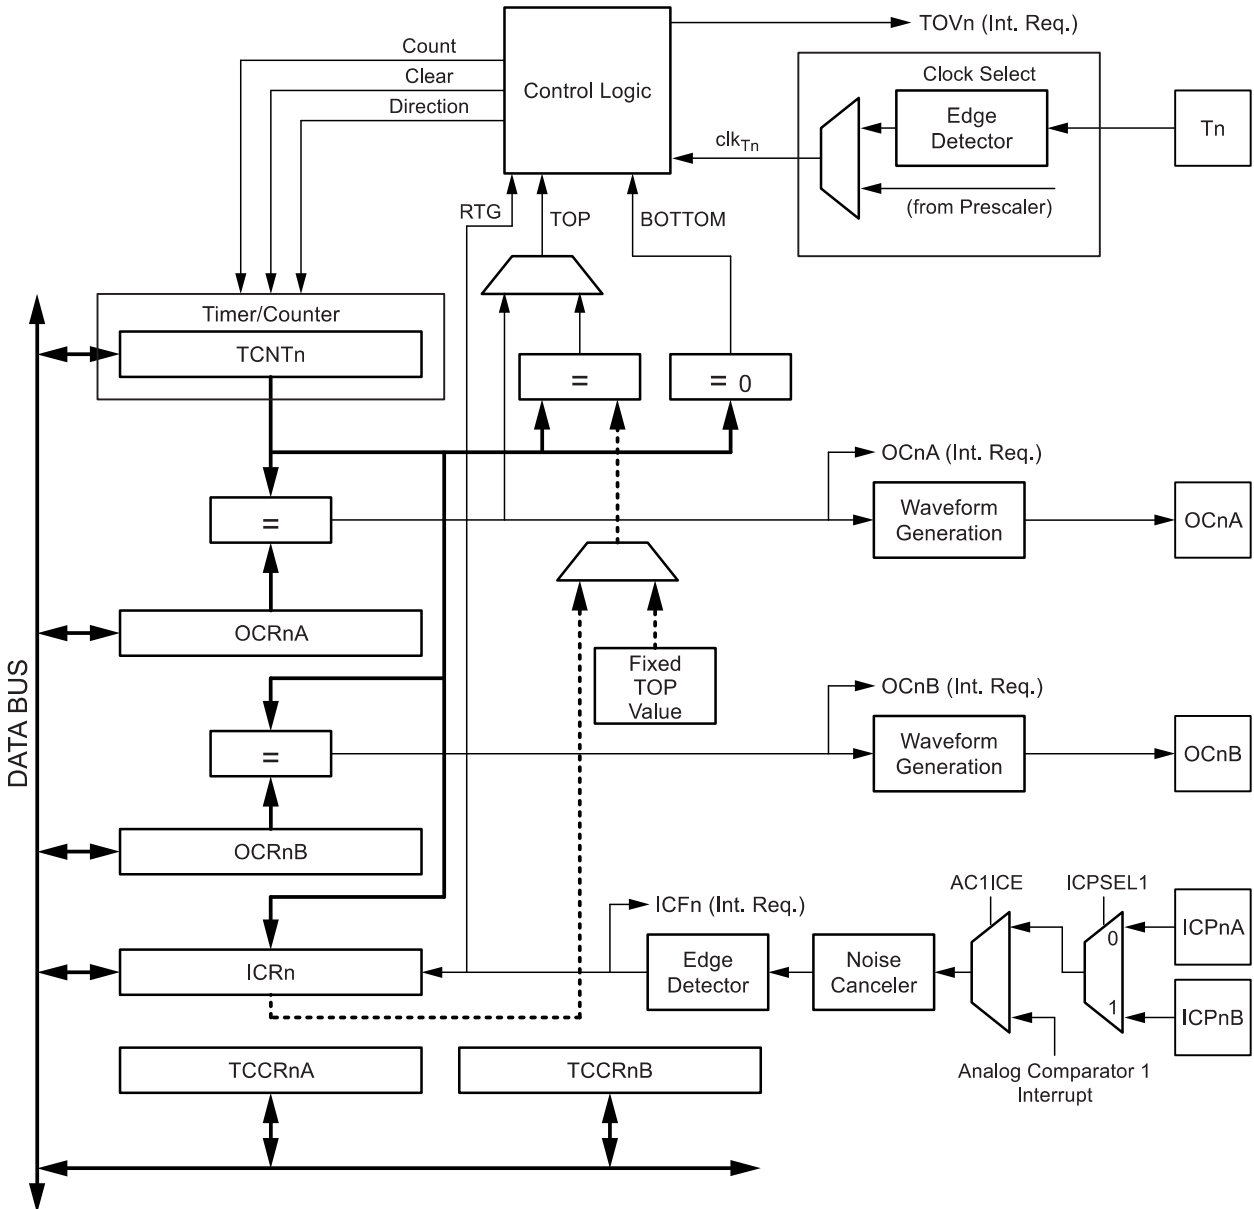 TOVn (Int. Req.)
Count
Clear
Direction
Control Logic
Clock Select
Edge
Detector
Tn
clkTn
(from Prescaler)
RTG
TOP
BOTTOM
Timer/Counter
TCNTn
=
= 0
OCnA (Int. Req.)
=
Waveform
Generation
OCnA
OCRnA
Fixed
TOP
Value
DATA BUS
OCnB (Int. Req.)
=
Waveform
Generation
OCnB
OCRnB
AC1ICE
ICPSEL1
ICFn (Int. Req.)
ICPnA
0
ICRn
Edge
Detector
Noise
Canceler
1
ICPnB
Analog Comparator 1
Interrupt
TCCRnA
TCCRnB